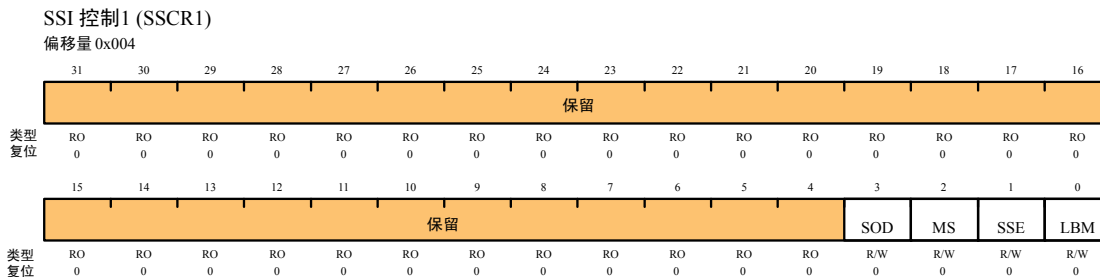 SSI 控制1 (SSCR1)
偏移量 0x004
31 30 29 28 27 26 25 24 23 22 21 20 19 18 17 16
保留
类型 RO RO RO RO RO RO RO RO RO RO RO RO RO RO RO RO
复位 0 0 0 0 0 0 0 0 0 0 0 0 0 0 0 0
15 14 13 12 11 10 9 8 7 6 5 4 3 2 1 0
保留 SOD MS SSE LBM
类型 RO RO RO RO RO RO RO RO RO RO RO RO R/W R/W R/W R/W
复位 0 0 0 0 0 0 0 0 0 0 0 0 0 0 0 0